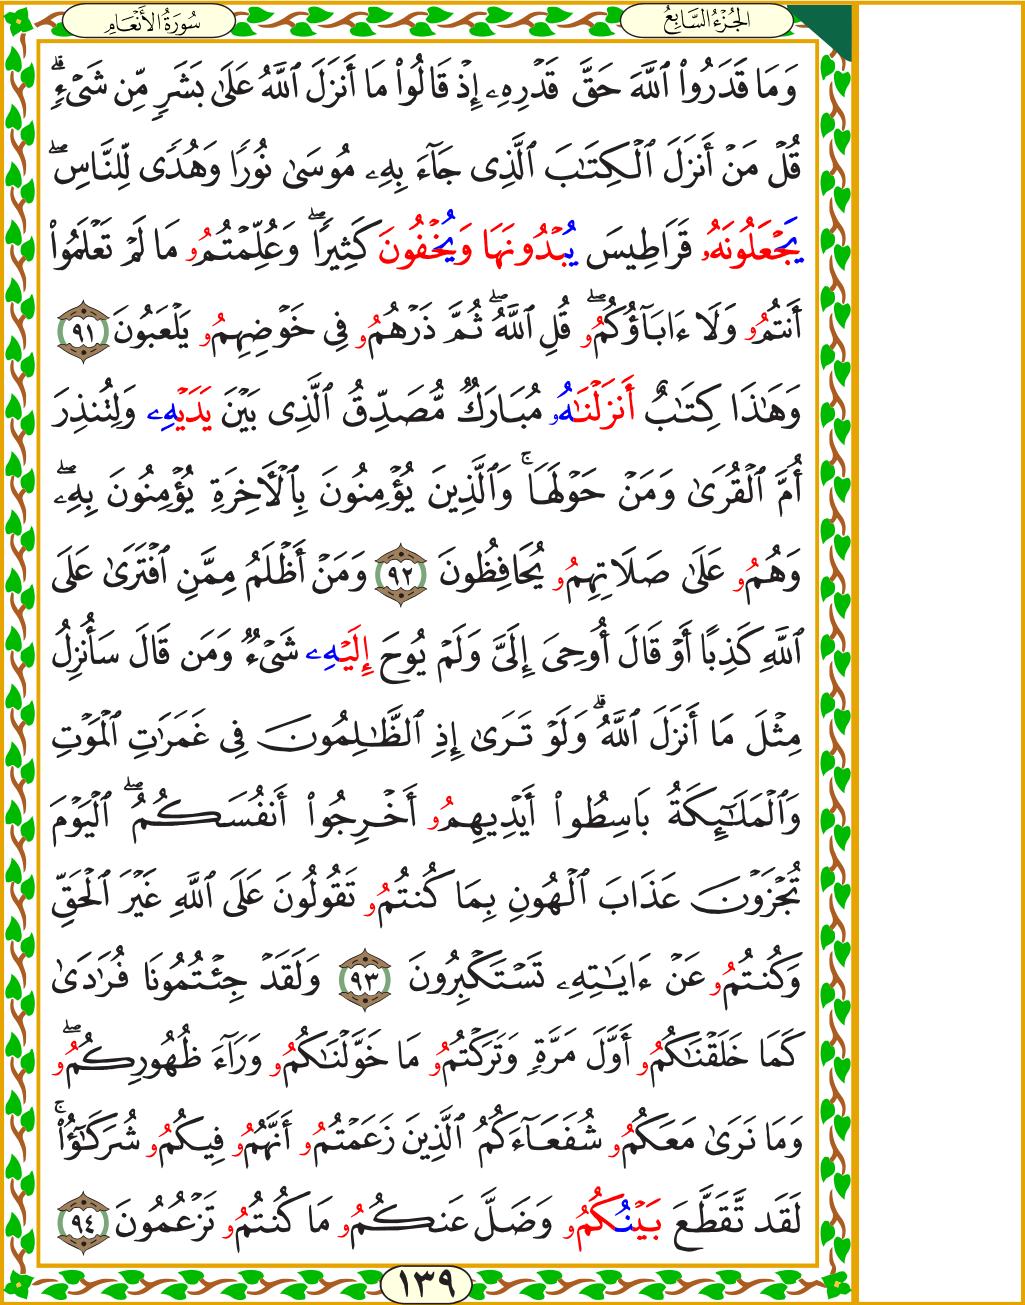 الجُزْءُ السَّابِعُ
سُورَةُ الأَنْعَامِ
وَمَا قَدَرُوا۟ ٱللَّهَ حَقَّ قَدْرِهِۦ إِذْ قَالُوا۟ مَا أَنزَلَ ٱللَّهُ عَلَىٰ بَشَرٍ مِّن شَىْءٍ ۗ
قُلْ مَنْ أَنزَلَ ٱلْكِتَـٰبَ ٱلَّذِى جَآءَ بِهِۦ مُوسَىٰ نُورًا وَهُدًى لِّلنَّاسِ ۖ
يَجْعَلُونَهُۥ قَرَاطِيسَ يُبْدُونَهَا وَيُخْفُونَ كَثِيرًا ۖ وَعُلِّمْتُمُۥ مَا لَمْ تَعْلَمُوا۟
أَنتُمُۥ وَلَا ءَابَآؤُكُمُۥ ۖ قُلِ ٱللَّهُ ۖ ثُمَّ ذَرْهُمُۥ فِى خَوْضِهِمُۥ يَلْعَبُونَ ٩١
وَهَـٰذَا كِتَـٰبٌ أَنزَلْنَـٰهُۥ مُبَارَكٌ مُّصَدِّقُ ٱلَّذِى بَيْنَ يَدَيْهِۦ وَلِتُنذِرَ
أُمَّ ٱلْقُرَىٰ وَمَنْ حَوْلَهَا ۚ وَٱلَّذِينَ يُؤْمِنُونَ بِٱلْـَٔاخِرَةِ يُؤْمِنُونَ بِهِۦ ۖ
وَهُمُۥ عَلَىٰ صَلَاتِهِمُۥ يُحَافِظُونَ ٩٢ وَمَنْ أَظْلَمُ مِمَّنِ ٱفْتَرَىٰ عَلَى
ٱللَّهِ كَذِبًا أَوْ قَالَ أُوحِىَ إِلَىَّ وَلَمْ يُوحَ إِلَيْهِۦ شَىْءٌ وَمَن قَالَ سَأُنزِلُ
مِثْلَ مَا أَنزَلَ ٱللَّهُ ۗ وَلَوْ تَرَىٰ إِذِ ٱلظَّـٰلِمُونَ فِى غَمَرَٰتِ ٱلْمَوْتِ
وَٱلْمَلَـٰٓئِكَةُ بَاسِطُوا۟ أَيْدِيهِمُۥ أَخْرِجُوا۟ أَنفُسَكُمُ ۖ ٱلْيَوْمَ
تُجْزَوْنَ عَذَابَ ٱلْهُونِ بِمَا كُنتُمُۥ تَقُولُونَ عَلَى ٱللَّهِ غَيْرَ ٱلْحَقِّ
وَكُنتُمُۥ عَنْ ءَايَـٰتِهِۦ تَسْتَكْبِرُونَ ٩٣ وَلَقَدْ جِئْتُمُونَا فُرَٰدَىٰ
كَمَا خَلَقْنَـٰكُمُۥ أَوَّلَ مَرَّةٍ وَتَرَكْتُمُۥ مَا خَوَّلْنَـٰكُمُۥ وَرَآءَ ظُهُورِكُمُۥ ۖ
وَمَا نَرَىٰ مَعَكُمُۥ شُفَعَآءَكُمُ ٱلَّذِينَ زَعَمْتُمُۥ أَنَّهُمُۥ فِيكُمُۥ شُرَكَـٰٓؤُا۟ ۚ
لَقَد تَّقَطَّعَ بَيْنُكُمُۥ وَضَلَّ عَنكُمُۥ مَا كُنتُمُۥ تَزْعُمُونَ ٩٤
١٣٩